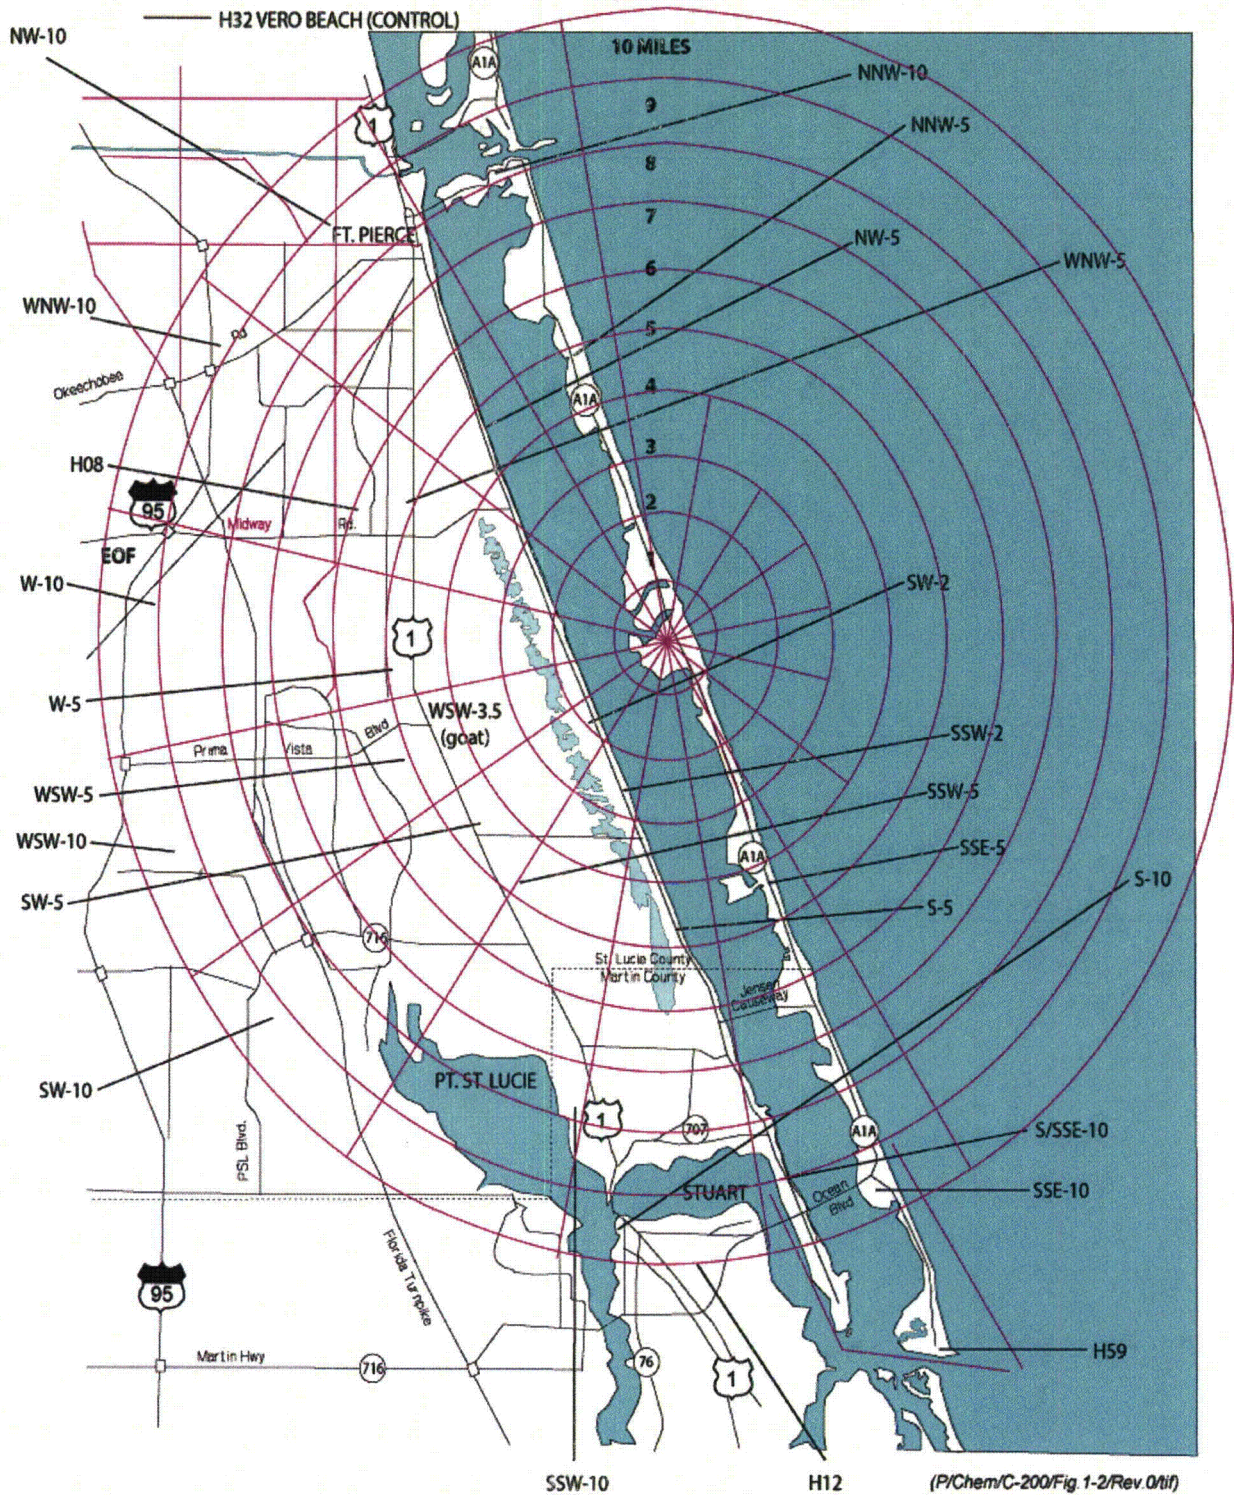 H32 VERO BEACH (CONTROL)
NW-10
10 MILES
A1A
NNW-10
9
1
NNW-5
8
7
FT. PIERCE
NW-5
6
WNW-5
WNW-10
5
Okeechobee
4
A1A
3
H08
2
95
Midway Rd.
EOF
1
W-10
SW-2
1
W-5
WSW-3.5
(goat)
Prima Vista Blvd
SSW-2
WSW-5
SSW-5
WSW-10
SSE-5
A1A
S-10
SW-5
S-5
716
St. Lucie County
Martin County
Jensen
Causeway
PT. ST. LUCIE
SW-10
1
707
A1A
S/SSE-10
PSL Blvd.
STUART
Ocean
Blvd
SSE-10
Florida Turnpike
95
Martin Hwy
716
76
1
H59
SSW-10
H12
(P/Chem/C-200/Fig.1-2/Rev.0/tif)